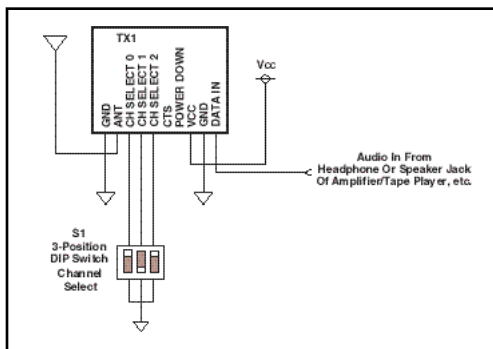 TX1
GND
ANT
CH SELECT 0
CH SELECT 1
CH SELECT 2
CTS
POWER DOWN
VCC
GND
DATA IN
Vcc
Audio In From
Headphone Or Speaker Jack
Of Amplifier/Tape Player, etc.
S1
3-Position
DIP Switch
Channel
Select